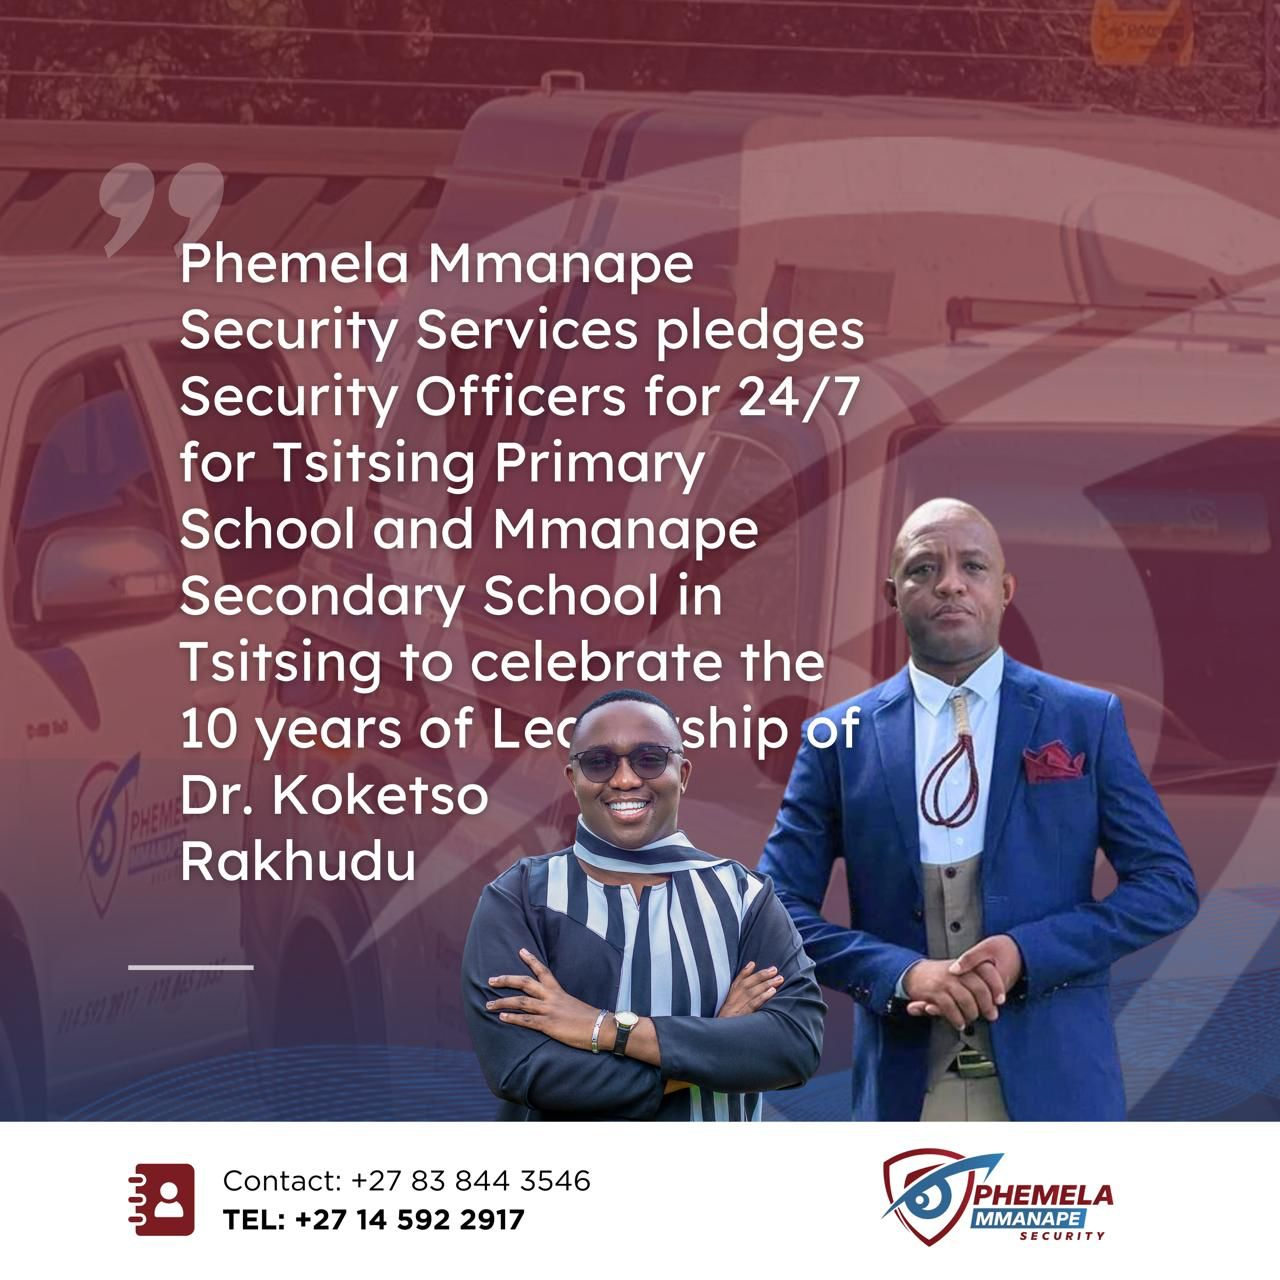 Phemela Mmanape
Security Services pledges
Security Officers for 24/7
for Tsitsing Primary
School and Mmanape
Secondary School in
Tsitsing to celebrate the
10 years of of
Dr. Koketso
Rakhudu
PHEME
MMANAPE
Contact: +27 83 844 3546
TEL: +27 14 592 2917
PHEMELA
MMANAPE
SECURITY